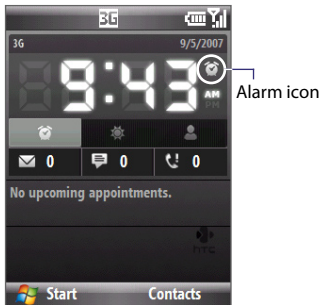 3G
3G 9/5/2007
9:43
AM
PM
Alarm icon
0 0 0
No upcoming appointments.
hTC
Start Contacts